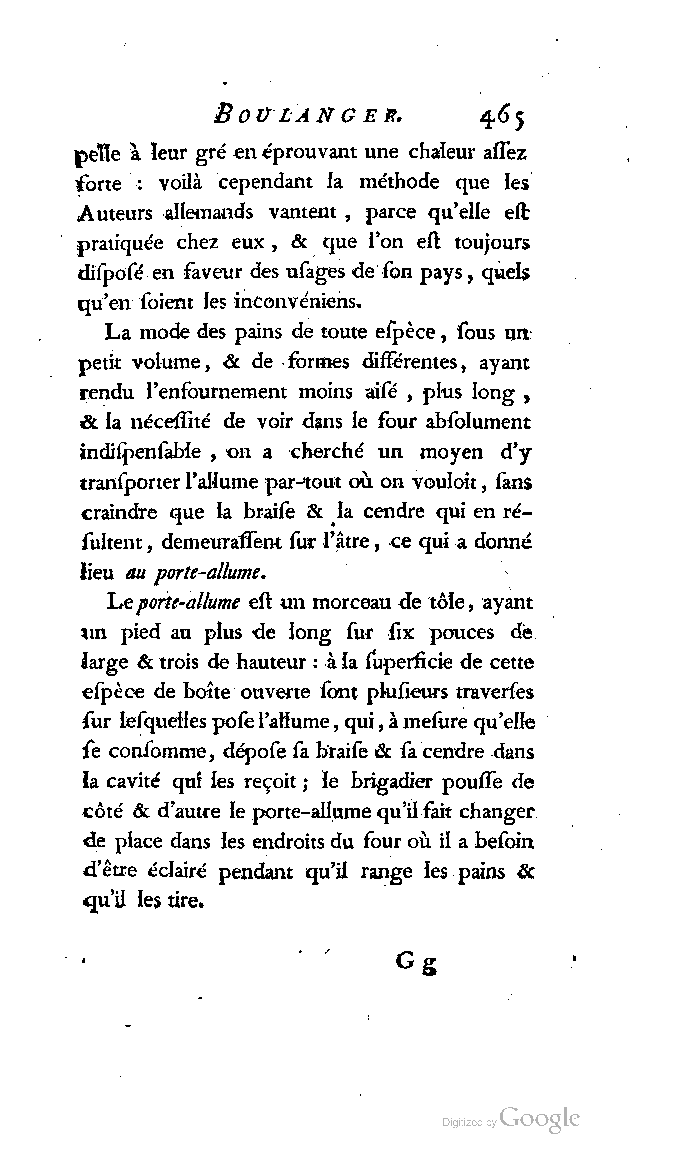 BOULANGER. 465
pelle à leur gré en éprouvant une chaleur aſſez
forte : voilà cependant la méthode que les
Auteurs allemands vantent, parce qu'elle eſt
pratiquée chez eux, & que l'on eſt toujours
diſpoſé en faveur des uſages de ſon pays, quels
qu'en ſoient les inconvéniens.
La mode des pains de toute eſpèce, ſous un
petit volume, & de formes différentes, ayant
rendu l'enfournement moins aiſé, plus long,
& la néceſſité de voir dans le four abſolument
indiſpenſable, on a cherché un moyen d'y
tranſporter l'allume par-tout où on vouloit, ſans
craindre que la braiſe & la cendre qui en ré-
ſultent, demeuraſſent ſur l'âtre, ce qui a donné
lieu au porte-allume.
Le porte-allume eſt un morceau de tôle, ayant
un pied au plus de long ſur ſix pouces de
large & trois de hauteur : à la ſuperficie de cette
eſpèce de boîte ouverte ſont pluſieurs traverſes
ſur leſquelles poſe l'allume, qui, à meſure qu'elle
ſe conſomme, dépoſe ſa braiſe & ſa cendre dans
la cavité qui les reçoit ; le brigadier pouſſe de
côté & d'autre le porte-allume qu'il fait changer
de place dans les endroits du four où il a beſoin
d'être éclairé pendant qu'il range les pains &
qu'il les tire.
G g
Digitized by Google